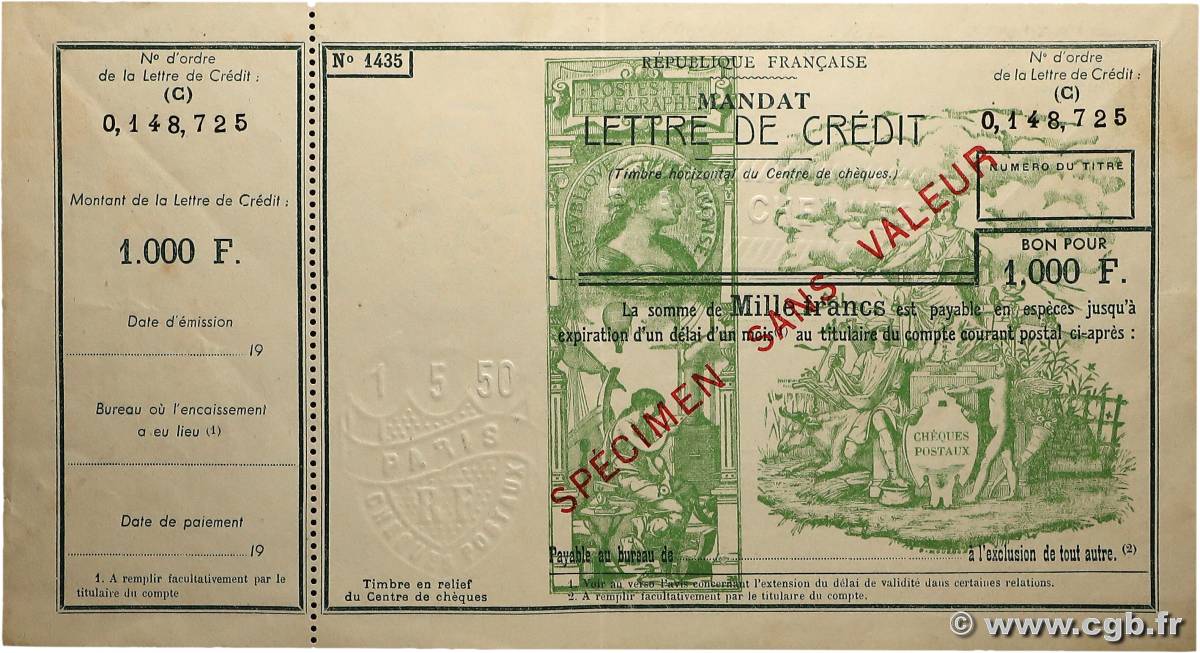 N° d'ordre
de la Lettre de Crédit :
(C)
0,148,725
Montant de la Lettre de Crédit :
1.000 F.
Date d'émission
19
Bureau où l'encaissement
a eu lieu (1)
Date de paiement
19
1. A remplir facultativement par le
titulaire du compte
N° 1435
1 5 50
PARIS
R.F.
CHÈQUES POSTAUX
Timbre en relief
du Centre de chèques
RÉPUBLIQUE FRANÇAISE
POSTES ET
TÉLÉGRAPHES
MANDAT
LETTRE DE CRÉDIT
(Timbre horizontal du Centre de chèques.)
RÉPUBLIQUE FRANÇAISE
N° d'ordre
de la Lettre de Crédit :
(C)
0,148,725
NUMÉRO DU TITRE
BON POUR
1,000 F.
La somme de Mille francs est payable en espèces jusqu'à
expiration d'un délai d'un mois (1) au titulaire du compte courant postal ci-après :
SPECIMEN SANS VALEUR
CHÈQUES
POSTAUX
Payable au bureau de à l'exclusion de tout autre. (2)
1. Voir au verso l'avis concernant l'extension du délai de validité dans certaines relations.
2. A remplir facultativement par le titulaire du compte.
© www.cgb.fr